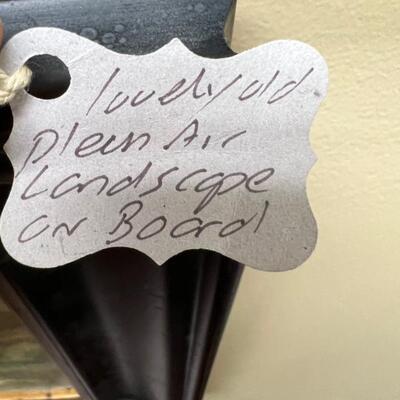 lovely old
Plein Air
Landscape
on Board